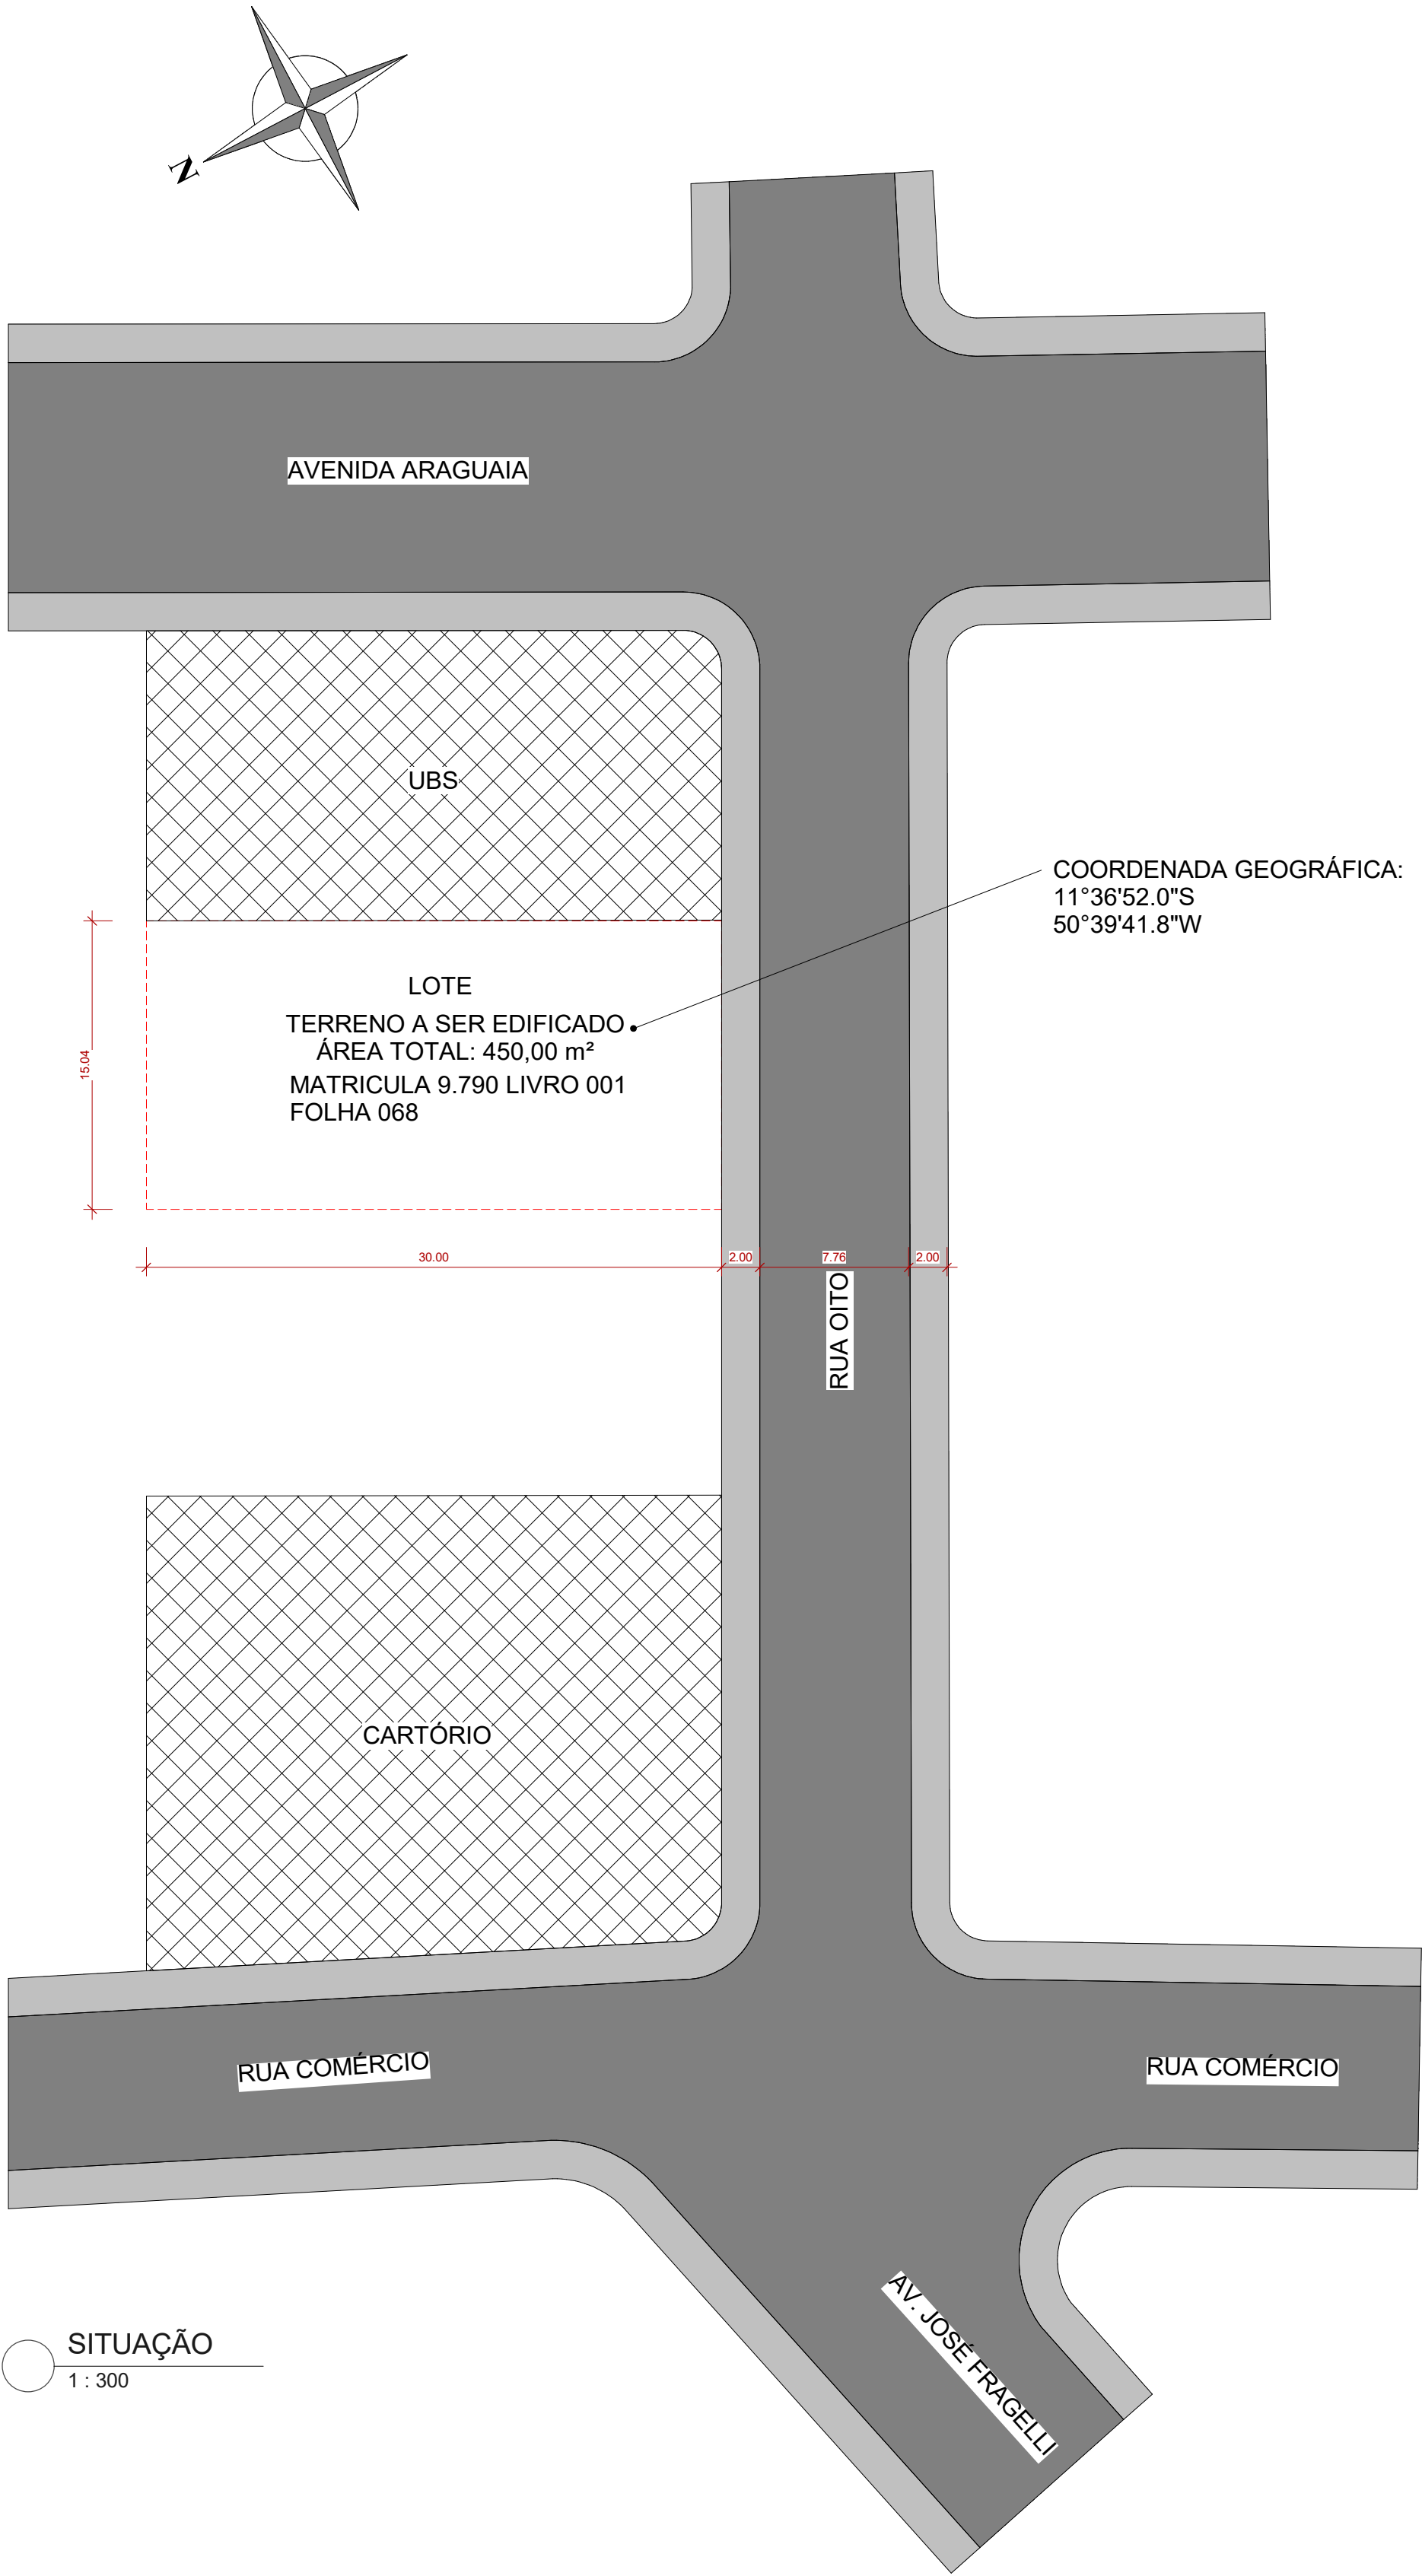 N
AVENIDA ARAGUAIA
UBS
COORDENADA GEOGRÁFICA:
11°36'52.0"S
50°39'41.8"W
LOTE
TERRENO A SER EDIFICADO
ÁREA TOTAL: 450,00 m²
MATRICULA 9.790 LIVRO 001
FOLHA 068
15.04
30.00
2.00
7.76
2.00
RUA OITO
CARTÓRIO
RUA COMÉRCIO
RUA COMÉRCIO
AV. JOSÉ FRAGELLI
SITUAÇÃO
1 : 300